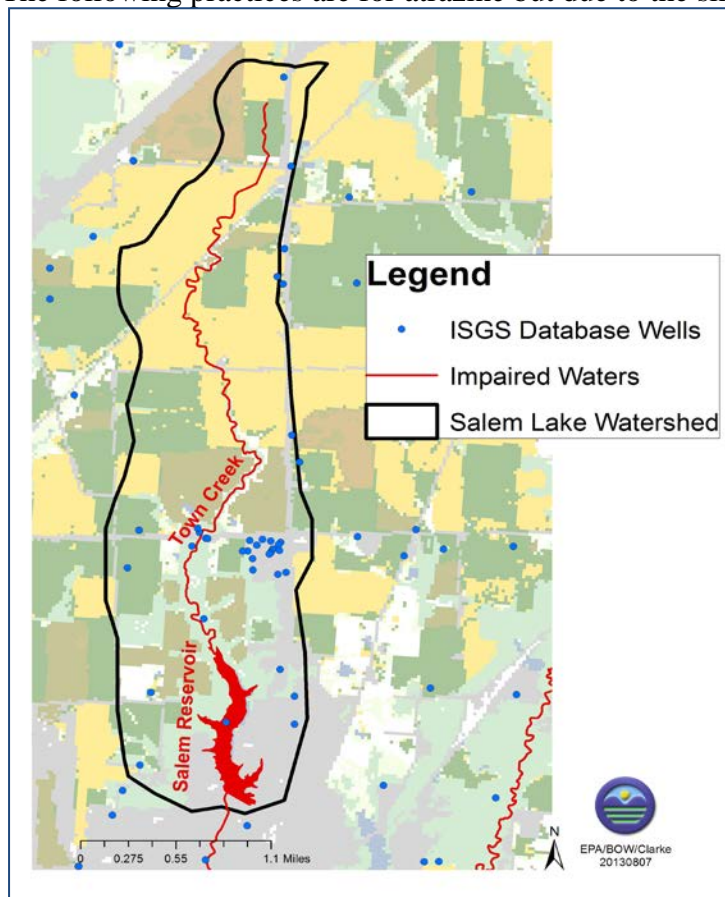 The following practices are for atrazine but due to the sim
Legend
ISGS Database Wells
Impaired Waters
Salem Lake Watershed
Town Creek
Salem Reservoir
0 0.275 0.55 1.1 Miles
N
EPA/BOW/Clarke
20130807